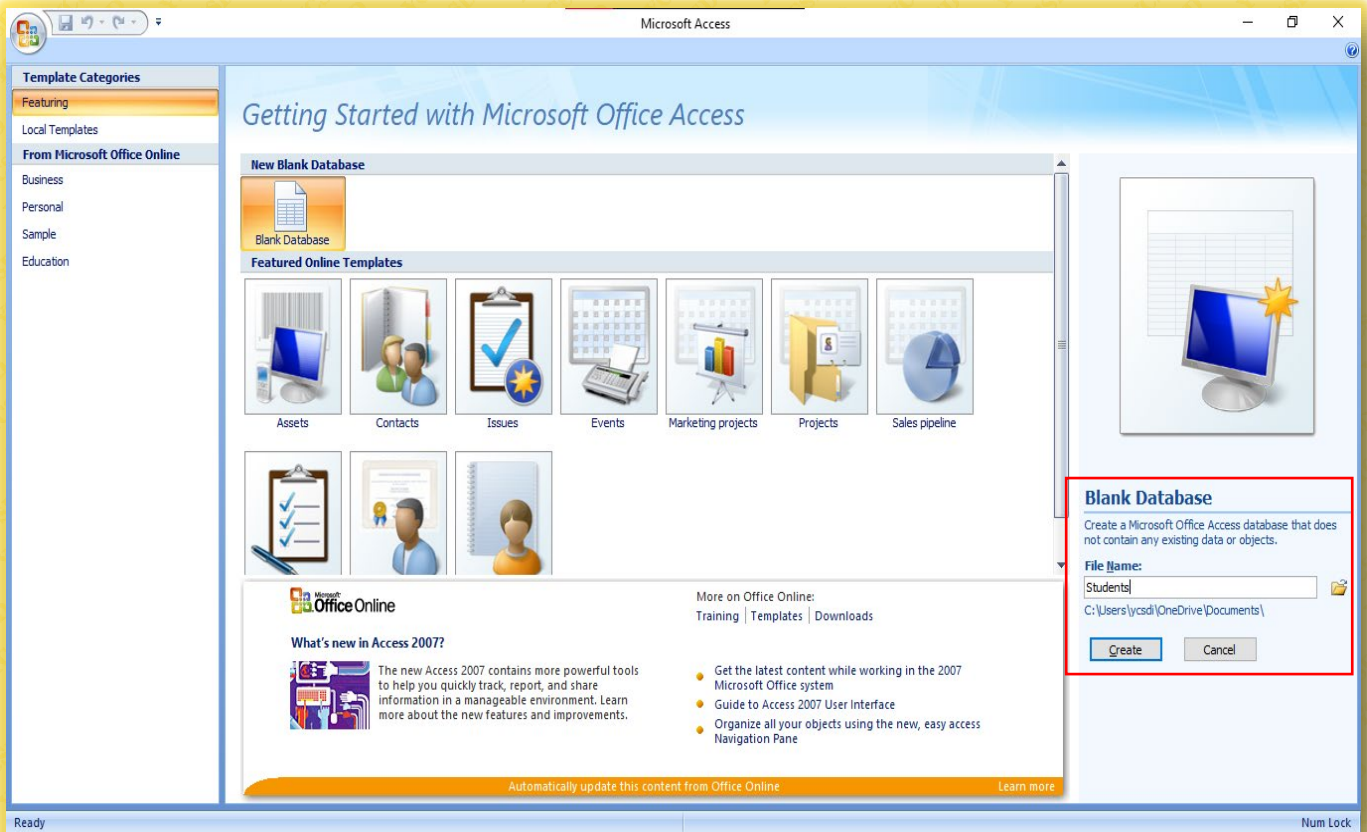 Microsoft Access
Template Categories
Featuring
Local Templates
From Microsoft Office Online
Business
Personal
Sample
Education
Getting Started with Microsoft Office Access
New Blank Database
Blank Database
Featured Online Templates
Assets
Contacts
Issues
Events
Marketing projects
Projects
Sales pipeline
Microsoft
Office Online
What's new in Access 2007?
The new Access 2007 contains more powerful tools
to help you quickly track, report, and share
information in a manageable environment. Learn
more about the new features and improvements.
More on Office Online:
Training | Templates | Downloads
Get the latest content while working in the 2007
Microsoft Office system
Guide to Access 2007 User Interface
Organize all your objects using the new, easy access
Navigation Pane
Automatically update this content from Office Online
Learn more
Blank Database
Create a Microsoft Office Access database that does
not contain any existing data or objects.
File Name:
Students
C:\Users\ycsdi\OneDrive\Documents\
Create
Cancel
Ready
Num Lock